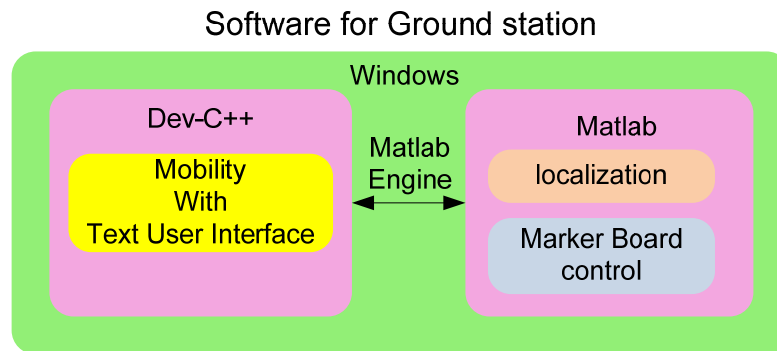 Software for Ground station
Windows
Dev-C++
Mobility
With
Text User Interface
Matlab
Engine
Matlab
localization
Marker Board
control